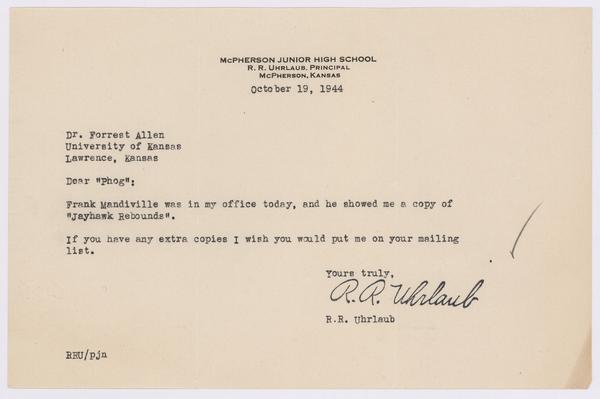 McPHERSON JUNIOR HIGH SCHOOL
R. R. UHRLAUB, PRINCIPAL
McPHERSON, KANSAS
October 19, 1944
Dr. Forrest Allen
University of Kansas
Lawrence, Kansas
Dear "Phog":
Frank Mandiville was in my office today, and he showed me a copy of
"Jayhawk Rebounds".
If you have any extra copies I wish you would put me on your mailing
list.
Yours truly,
R. R. Uhrlaub
R.R. Uhrlaub
RRU/pjn